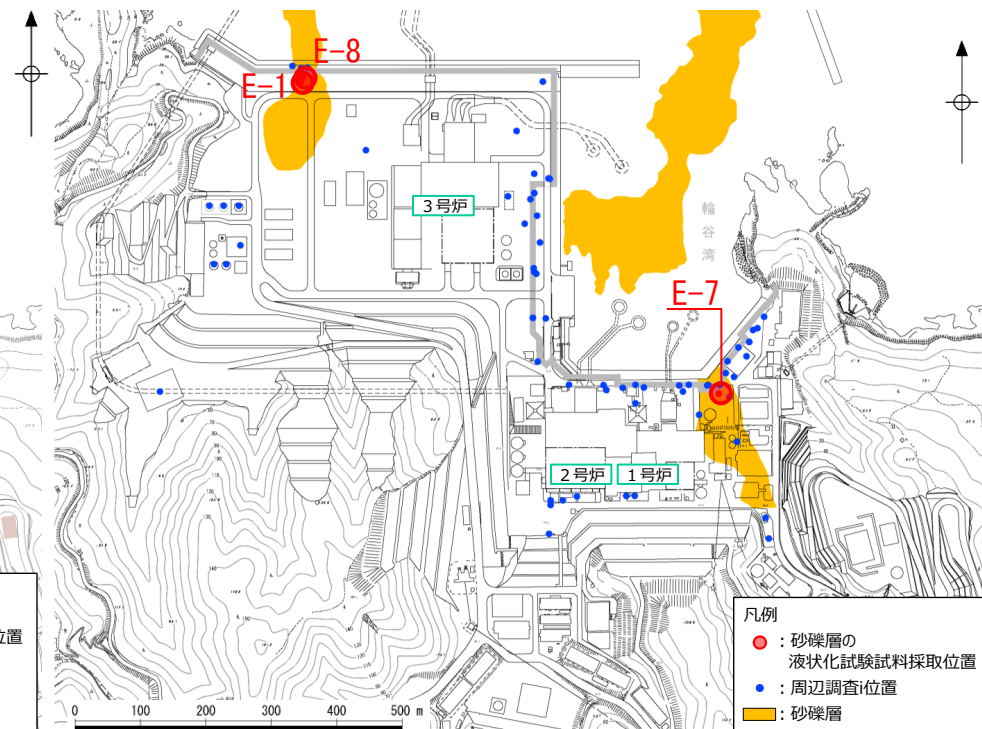 E-8
E-1
3号炉
輪
谷
湾
E-7
2号炉 1号炉
位置
凡例
：砂礫層の
液状化試験試料採取位置
：周辺調査i位置
：砂礫層
0 100 200 300 400 500 m